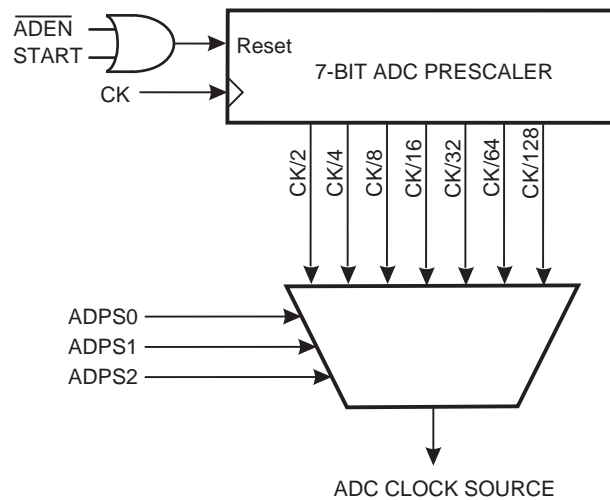 ADEN
START
Reset
7-BIT ADC PRESCALER
CK
CK/2
CK/4
CK/8
CK/16
CK/32
CK/64
CK/128
ADPS0
ADPS1
ADPS2
ADC CLOCK SOURCE